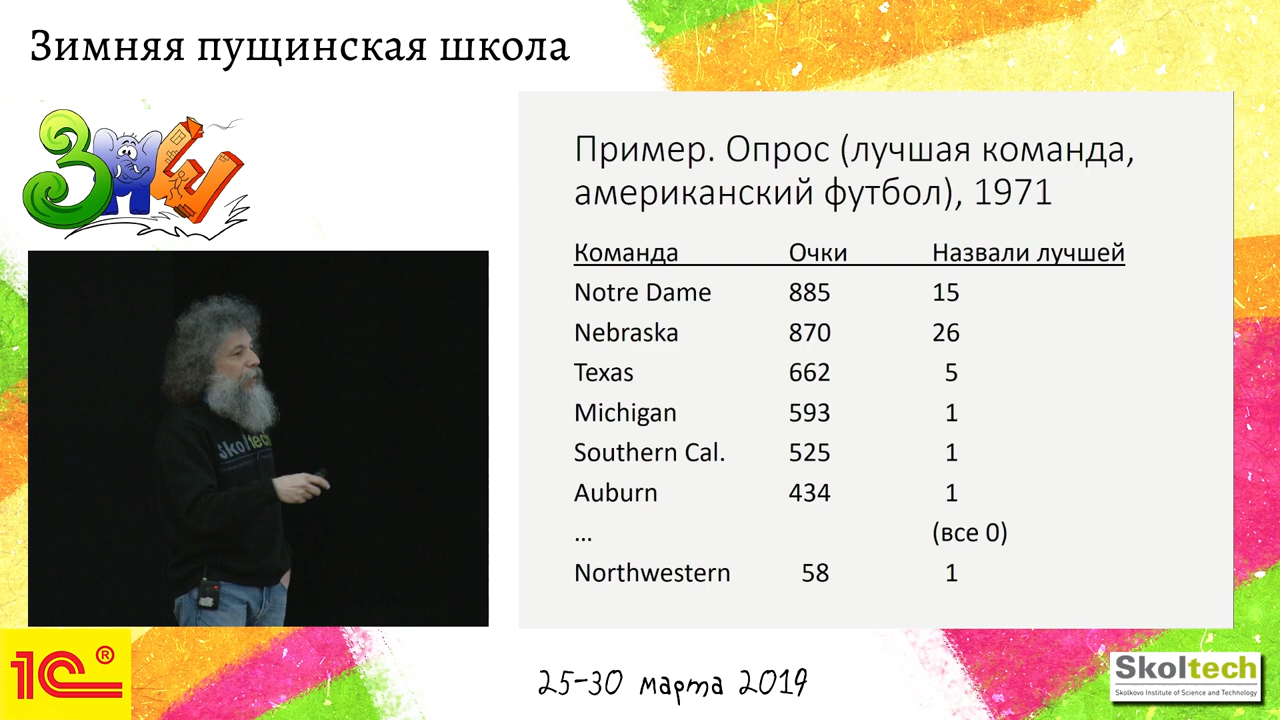 Зимняя пущинская школа
ЗПШ
Пример. Опрос (лучшая команда,
американский футбол), 1971
Команда Очки Назвали лучшей
Notre Dame 885 15
Nebraska 870 26
Texas 662 5
Michigan 593 1
Southern Cal. 525 1
Auburn 434 1
... (все 0)
Northwestern 58 1
Skoltech
1С®
25-30 марта 2019
Skoltech
Skolkovo Institute of Science and Technology